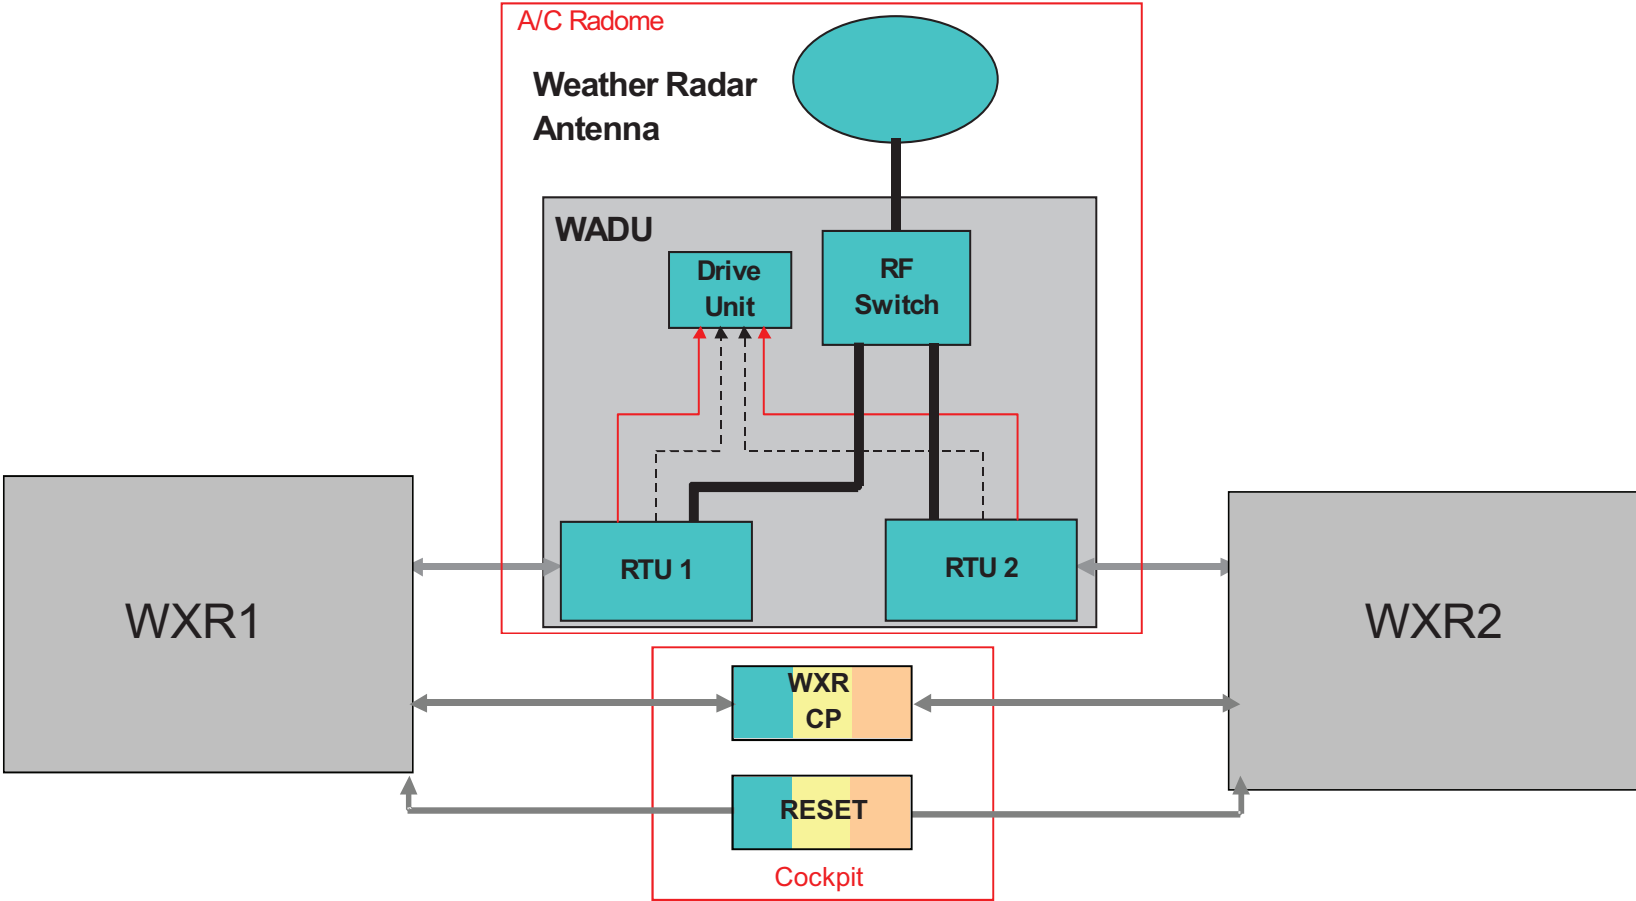 A/C Radome
Weather Radar
Antenna
WADU
Drive
Unit
RF
Switch
RTU 1
RTU 2
WXR1
WXR2
WXR
CP
RESET
Cockpit